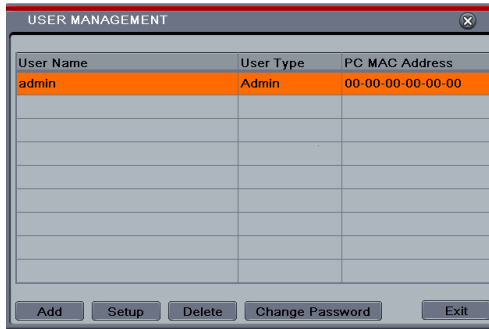 USER MANAGEMENT
User Name User Type PC MAC Address
admin Admin 00-00-00-00-00-00
Add Setup Delete Change Password Exit